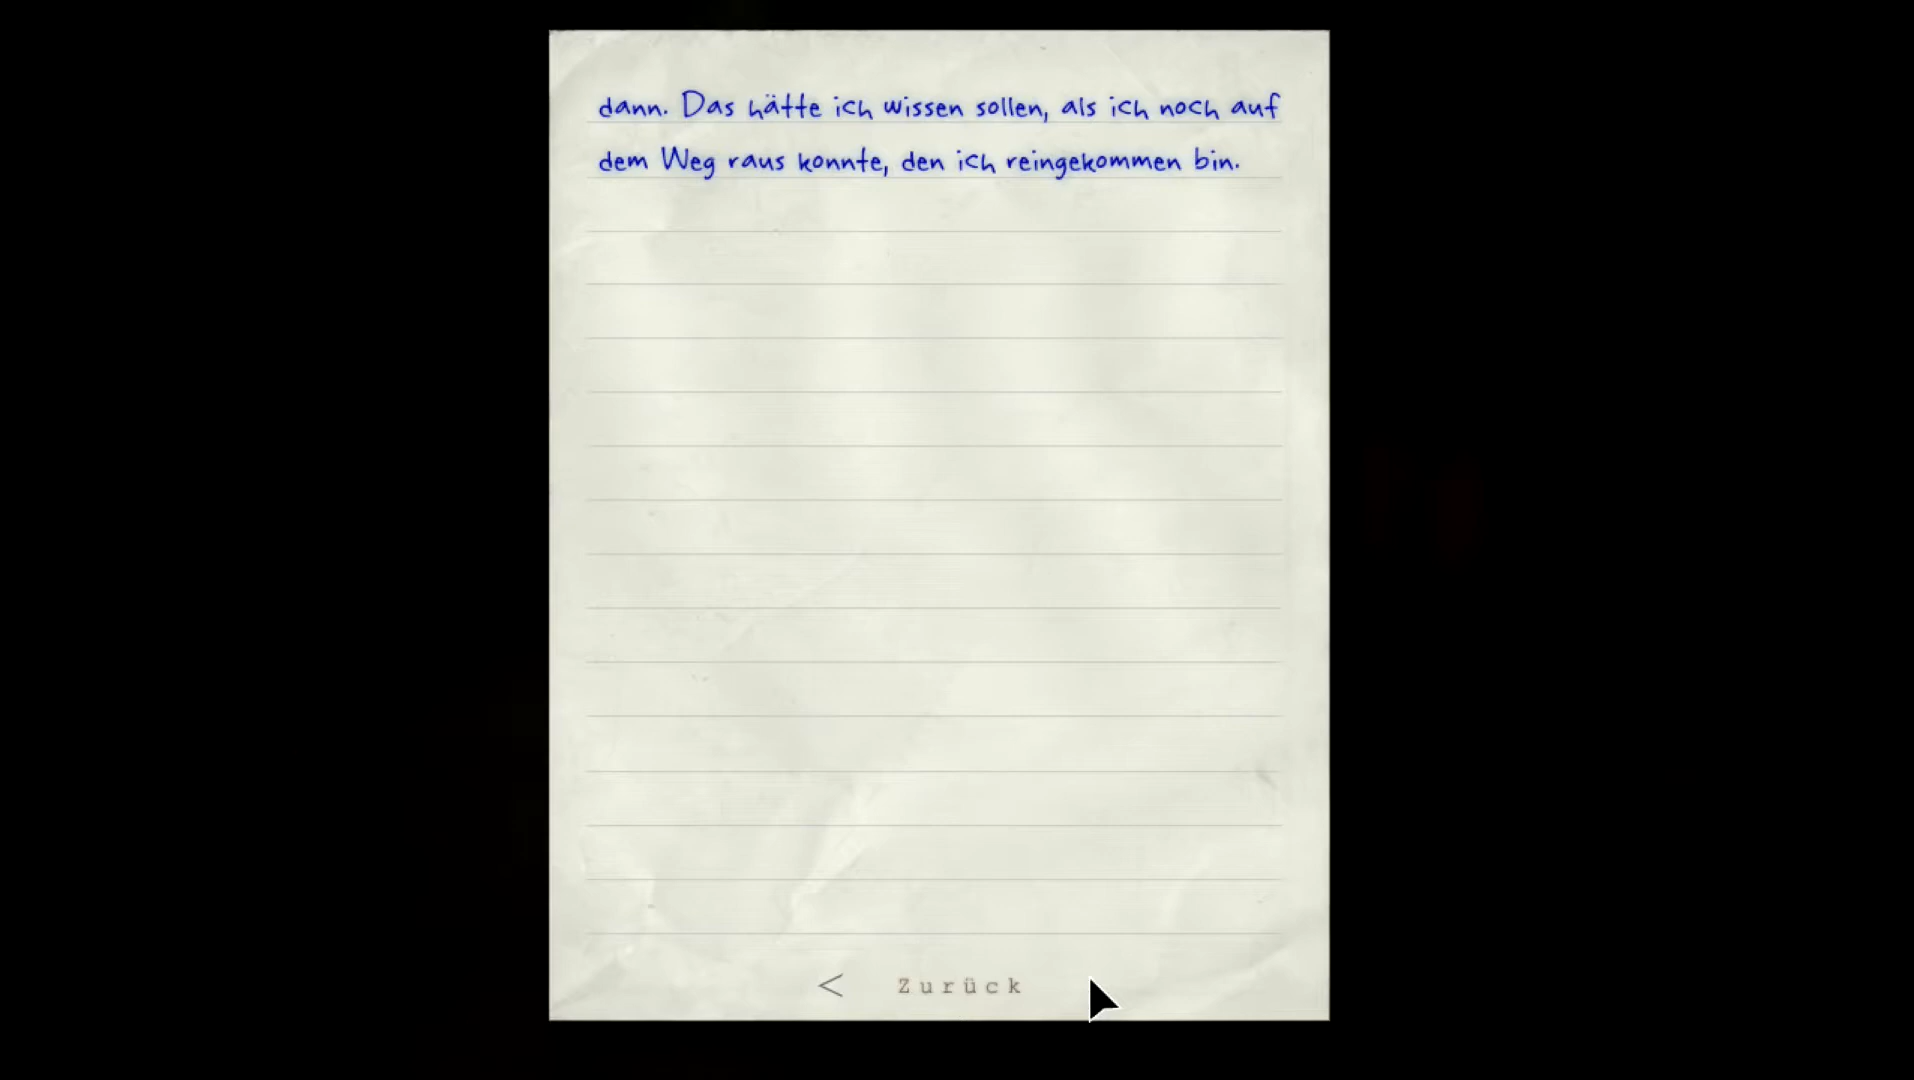 dann. Das hätte ich wissen sollen, als ich noch auf
dem Weg raus konnte, den ich reingekommen bin.
< Zurück